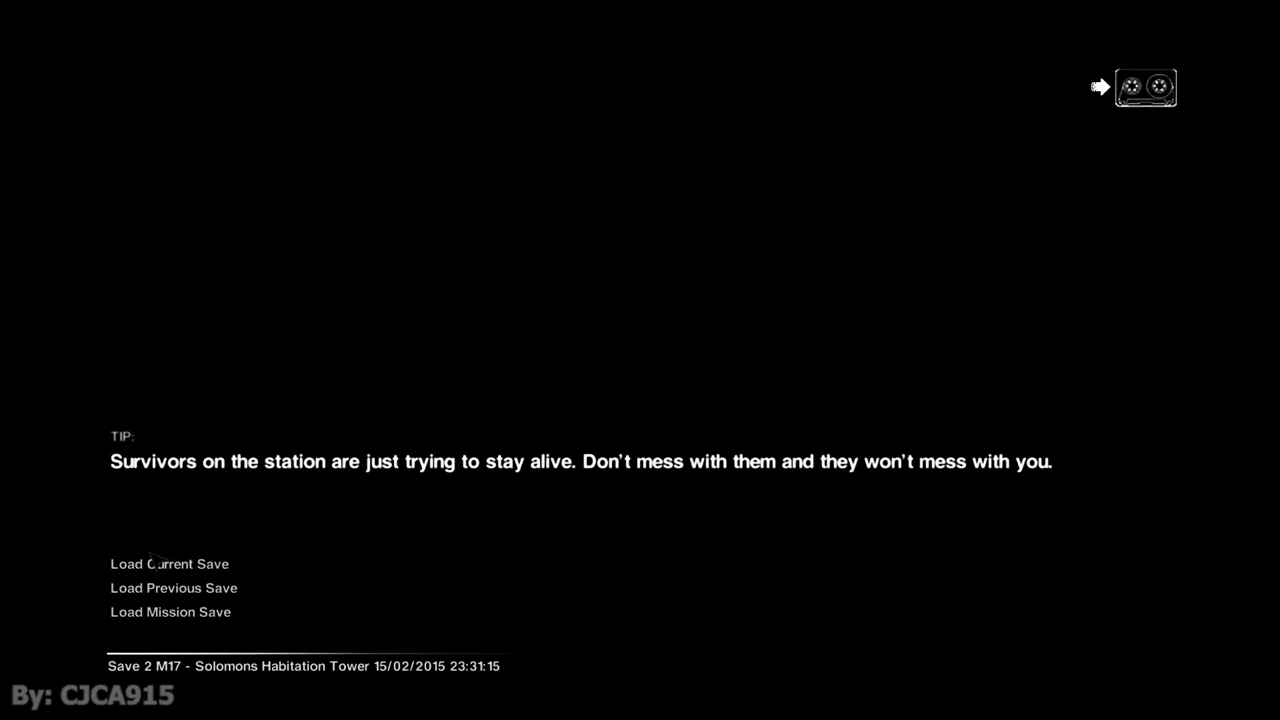 TIP:
Survivors on the station are just trying to stay alive. Don't mess with them and they won't mess with you.
Load Current Save
Load Previous Save
Load Mission Save
Save 2 M17 - Solomons Habitation Tower 15/02/2015 23:31:15
By: CJCA915